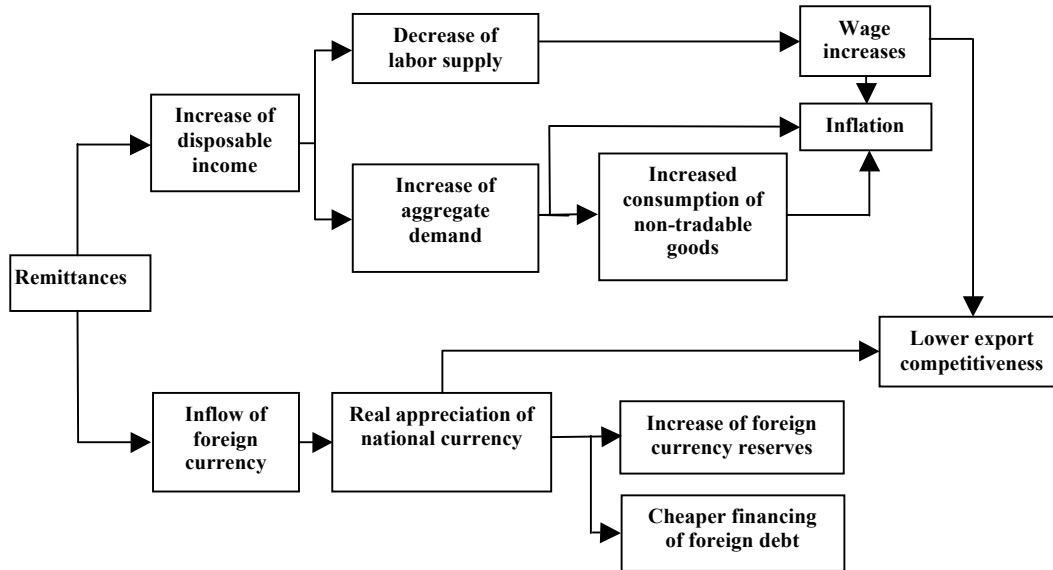 Decrease of
labor supply
Wage
increases
Increase of
disposable
income
Inflation
Increase of
aggregate
demand
Increased
consumption of
non-tradable
goods
Remittances
Lower export
competitiveness
Inflow of
foreign
currency
Real appreciation of
national currency
Increase of foreign
currency reserves
Cheaper financing
of foreign debt